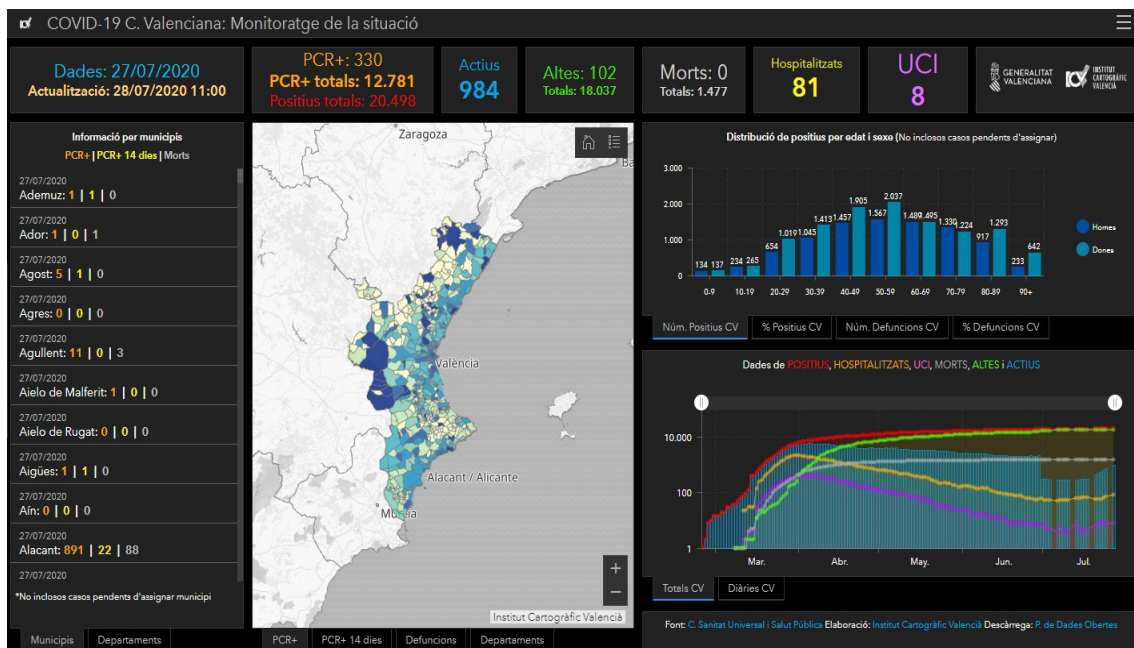 COVID-19 C. Valenciana: Monitoratge de la situació
Dades: 27/07/2020
Actualització: 28/07/2020 11:00
PCR+: 330
PCR+ totals: 12.781
Positius totals: 20.498
Actius
984
Altes: 102
Totals: 18.037
Morts: 0
Totals: 1.477
Hospitalitzats
81
UCI
8
GENERALITAT
VALENCIANA
INSTITUT
CARTOGRÀFIC
VALENCIÀ
Informació per municipis
PCR+ | PCR+ 14 dies | Morts
27/07/2020
Ademuz: 1 | 1 | 0
27/07/2020
Ador: 1 | 0 | 1
27/07/2020
Agost: 5 | 1 | 0
27/07/2020
Agres: 0 | 0 | 0
27/07/2020
Agullent: 11 | 0 | 3
27/07/2020
Aielo de Malferit: 1 | 0 | 0
27/07/2020
Aielo de Rugat: 0 | 0 | 0
27/07/2020
Aigües: 1 | 1 | 0
27/07/2020
Aín: 0 | 0 | 0
27/07/2020
Alacant: 891 | 22 | 88
27/07/2020
*No inclosos casos pendents d'assignar municipi
Municipis Departaments
Zaragoza
Ba
València
Alacant / Alicante
Murcia
+
−
Institut Cartogràfic Valencià
PCR+ PCR+ 14 dies Defuncions Departaments
Distribució de positius per edat i sexe (No inclosos casos pendents d'assignar)
3.000
2.000
1.000
0
134 137 234 265 654 1.019 1.045 1.413 1.457 1.905 1.567 2.037 1.489 1.495 1.330 1.224 917 1.293 233 642
0-9 10-19 20-29 30-39 40-49 50-59 60-69 70-79 80-89 90+
Homes
Dones
Núm. Positius CV % Positius CV Núm. Defuncions CV % Defuncions CV
Dades de POSITIUS, HOSPITALITZATS, UCI, MORTS, ALTES i ACTIUS
10.000
100
1
Mar. Abr. May. Jun. Jul.
Totals CV Diàries CV
Font: C. Sanitat Universal i Salut Pública Elaboració: Institut Cartogràfic Valencià Descàrrega: P. de Dades Obertes